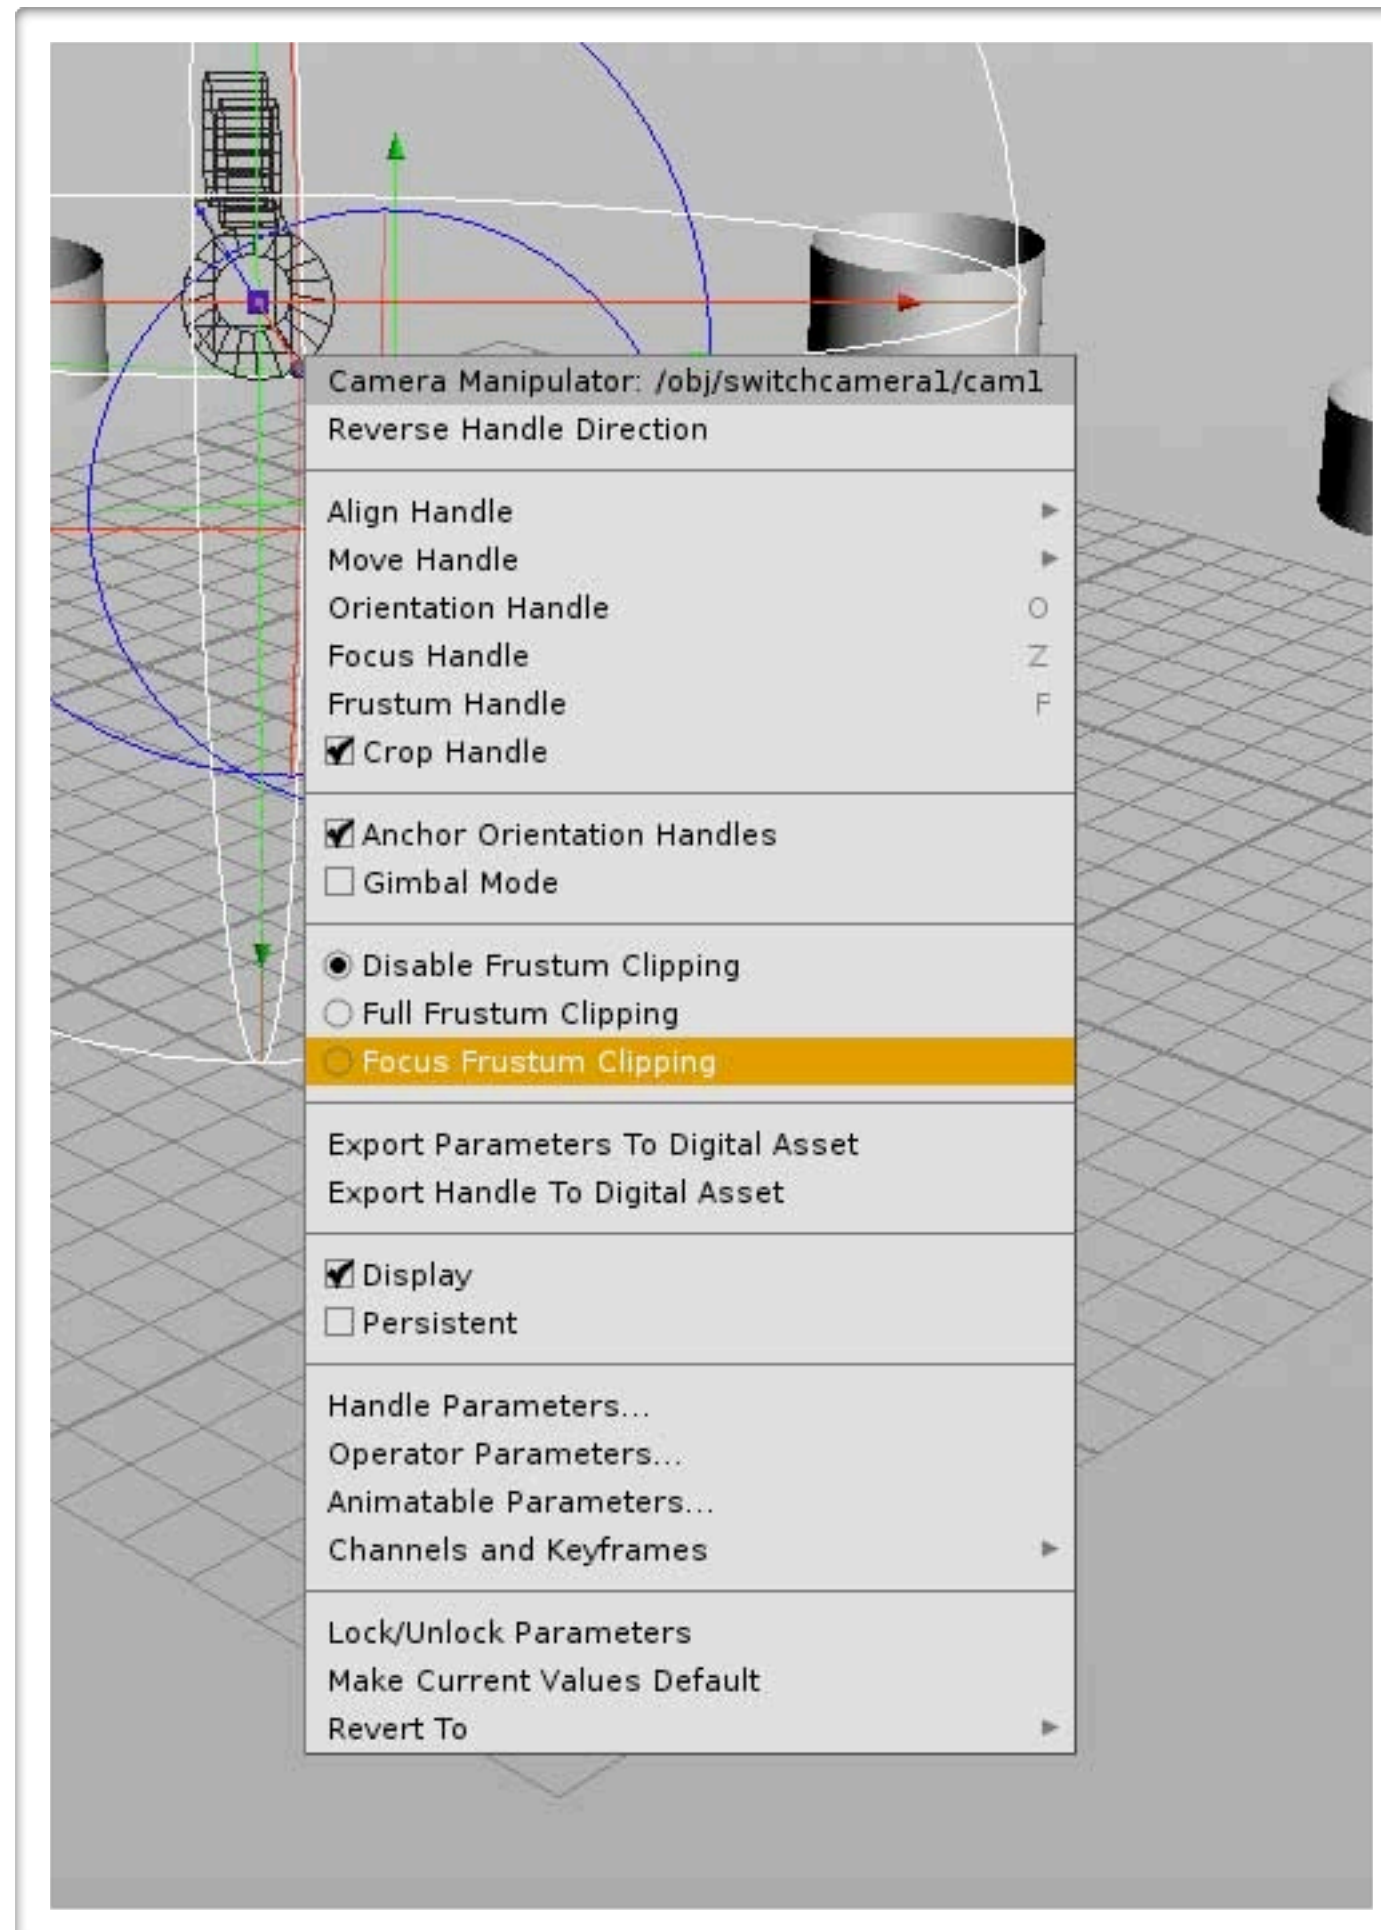 Camera Manipulator: /obj/switchcamera1/cam1
Reverse Handle Direction
Align Handle
Move Handle
Orientation Handle O
Focus Handle Z
Frustum Handle F
Crop Handle
Anchor Orientation Handles
Gimbal Mode
Disable Frustum Clipping
Full Frustum Clipping
Focus Frustum Clipping
Export Parameters To Digital Asset
Export Handle To Digital Asset
Display
Persistent
Handle Parameters...
Operator Parameters...
Animatable Parameters...
Channels and Keyframes
Lock/Unlock Parameters
Make Current Values Default
Revert To